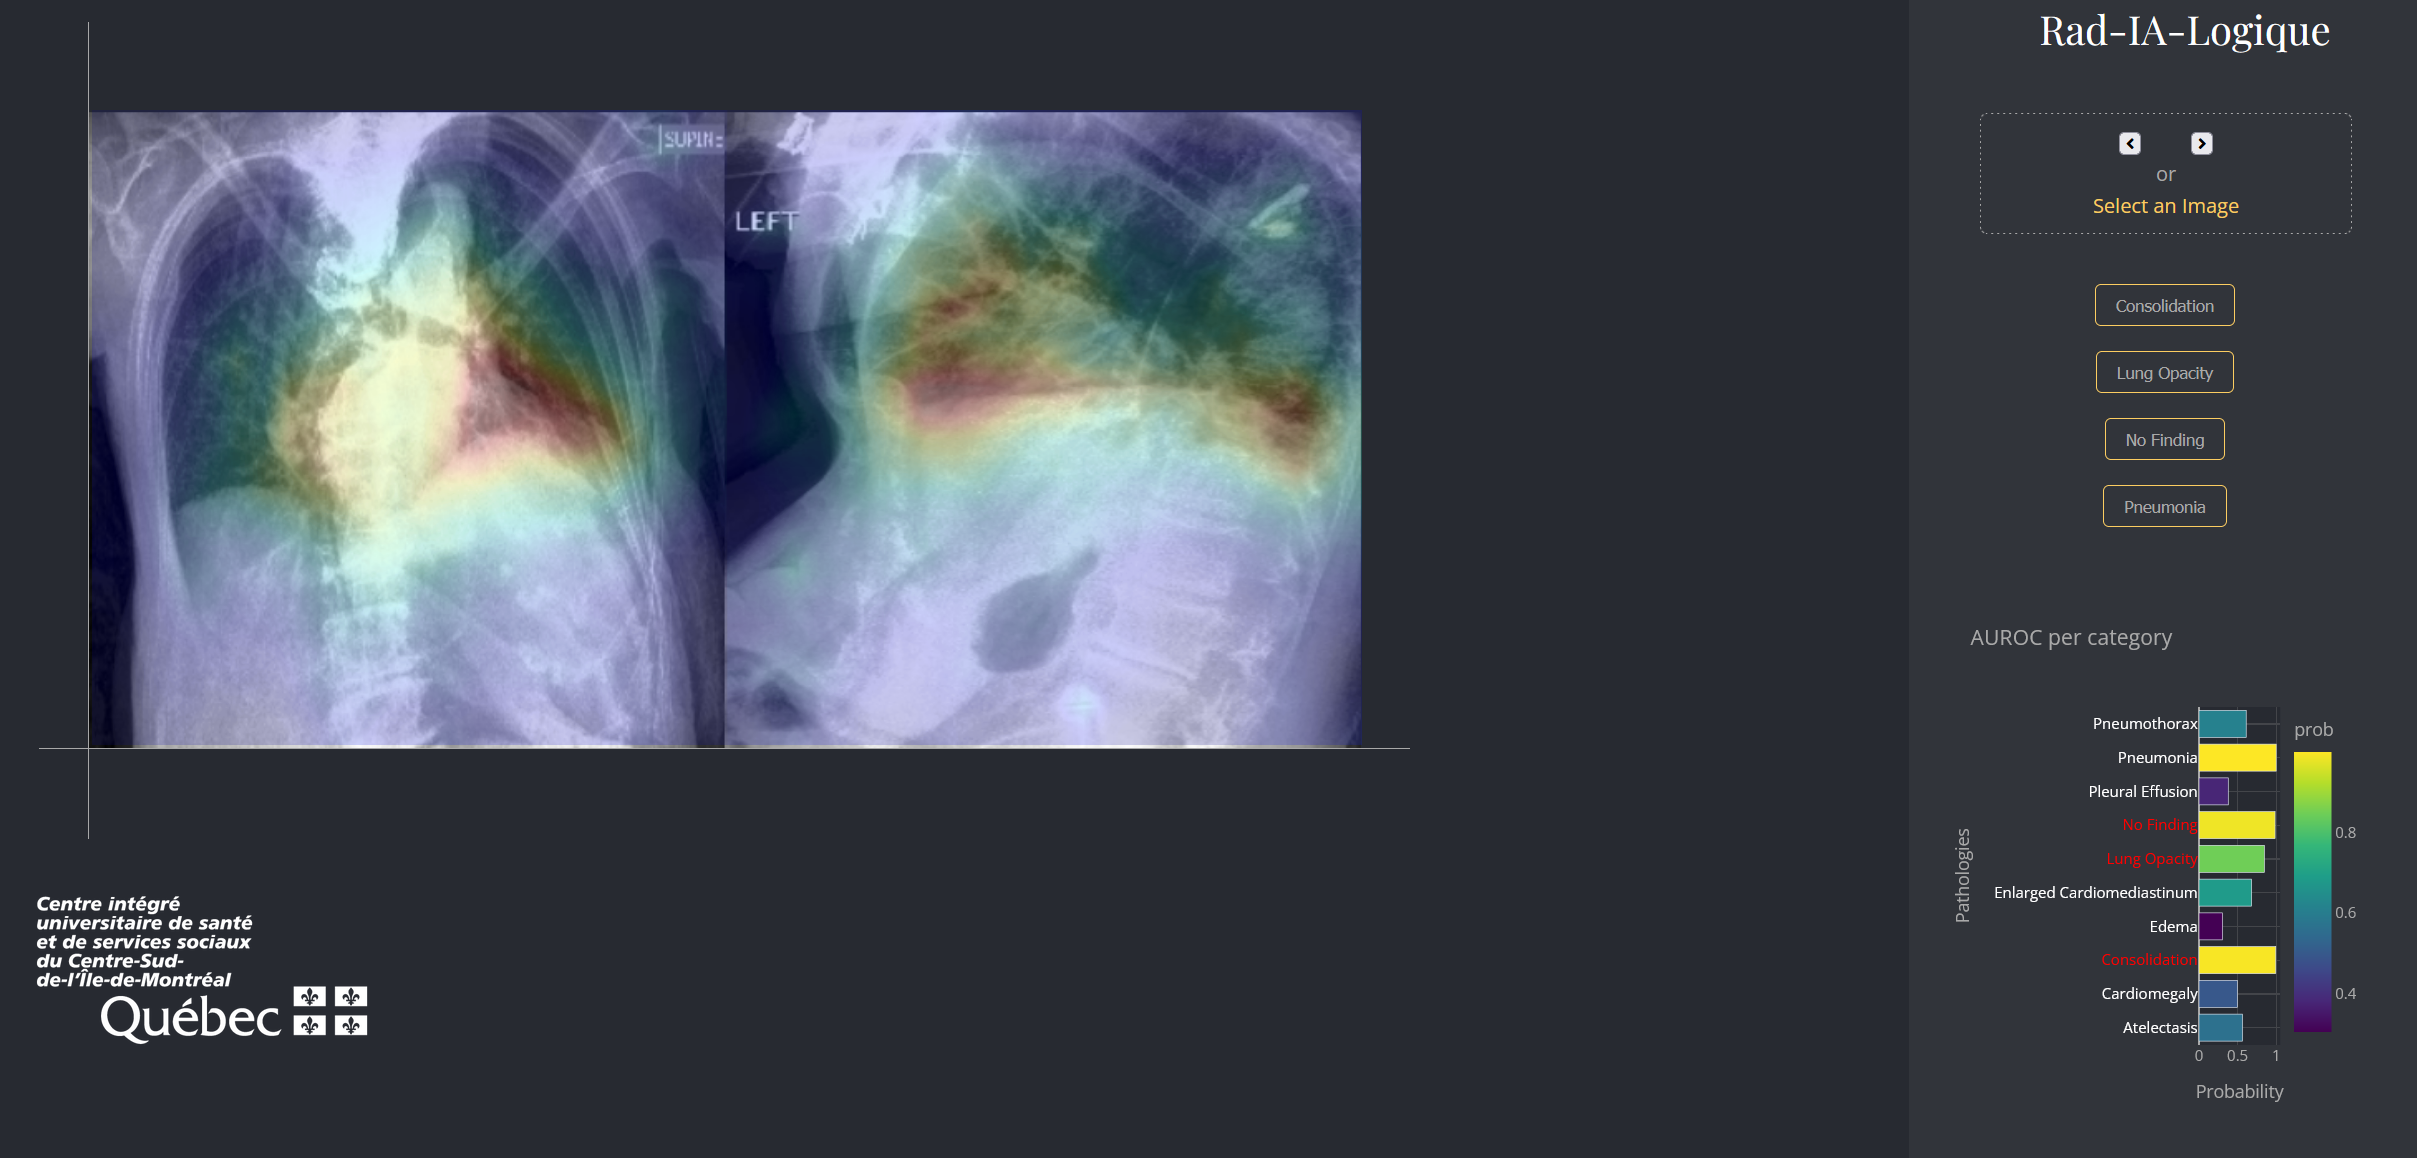 Rad-IA-Logique
SUPINE
LEFT
or
Select an Image
Consolidation
Lung Opacity
No Finding
Pneumonia
AUROC per category
Pathologies
Pneumothorax
Pneumonia
Pleural Effusion
No Finding
Lung Opacity
Enlarged Cardiomediastinum
Edema
Consolidation
Cardiomegaly
Atelectasis
0 0.5 1
Probability
prob
0.8
0.6
0.4
Centre intégré
universitaire de santé
et de services sociaux
du Centre-Sud-
de-l'Île-de-Montréal
Québec